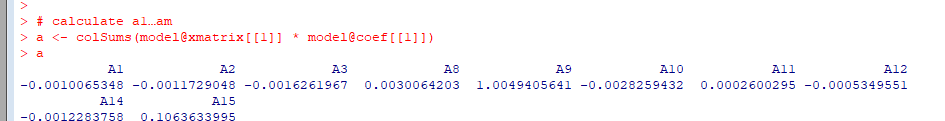 >
> # calculate a1…am
> a <- colSums(model@xmatrix[[1]] * model@coef[[1]])
> a
A1 A2 A3 A8 A9 A10 A11 A12
-0.0010065348 -0.0011729048 -0.0016261967 0.0030064203 1.0049405641 -0.0028259432 0.0002600295 -0.0005349551
A14 A15
-0.0012283758 0.1063633995